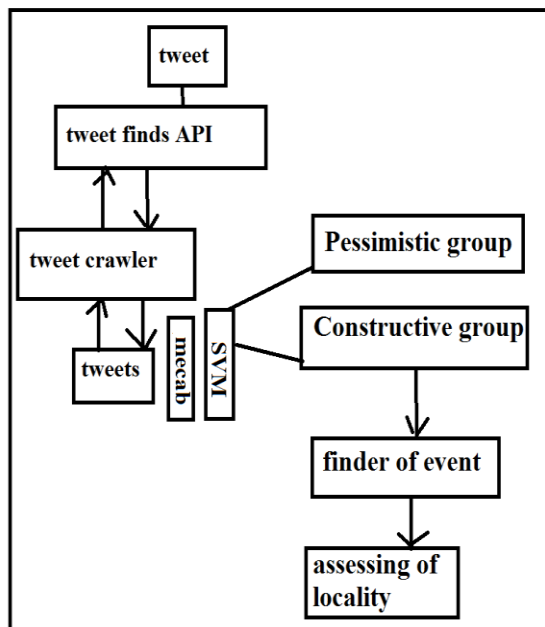 tweet
tweet finds API
tweet crawler
tweets
mecab
SVM
Pessimistic group
Constructive group
finder of event
assessing of
locality